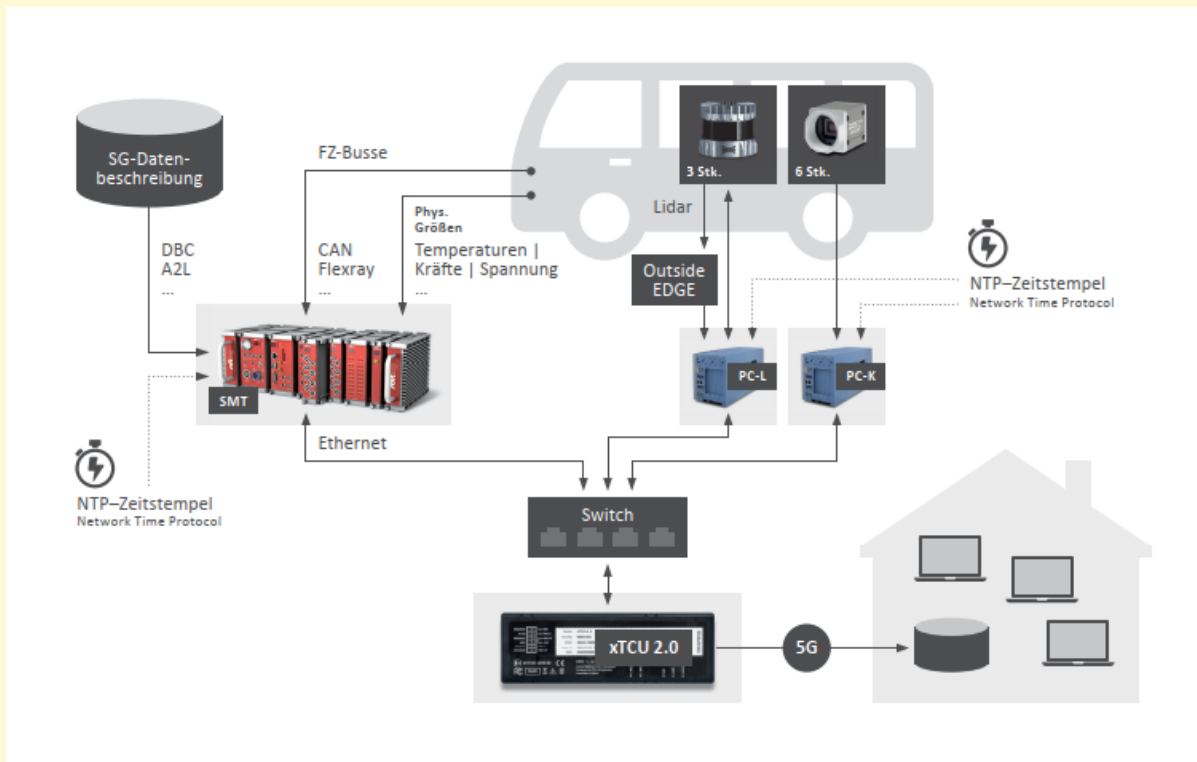 SG-Daten-
beschreibung
FZ-Busse
3 Stk.
6 Stk.
Lidar
Phys.
Größen
DBC
A2L
...
CAN
Flexray
...
Temperaturen |
Kräfte | Spannung
...
Outside
EDGE
NTP–Zeitstempel
Network Time Protocol
SMT
PC-L
PC-K
Ethernet
NTP–Zeitstempel
Network Time Protocol
Switch
xTCU 2.0
5G